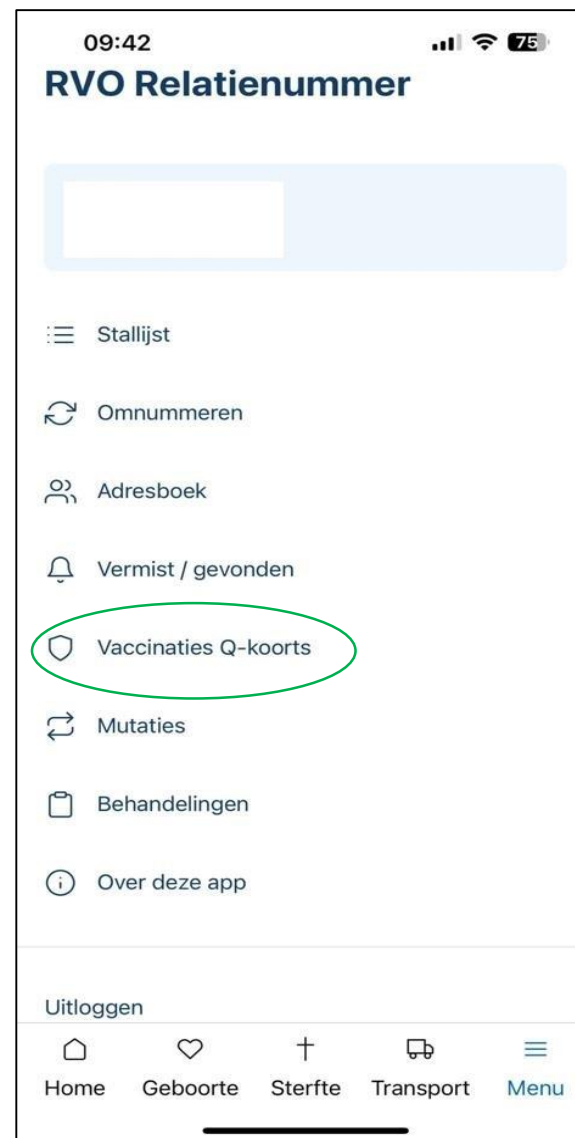 09:42
75
RVO Relatienummer
Stallijst
Omnummeren
Adresboek
Vermist / gevonden
Vaccinaties Q-koorts
Mutaties
Behandelingen
Over deze app
Uitloggen
Home Geboorte Sterfte Transport Menu